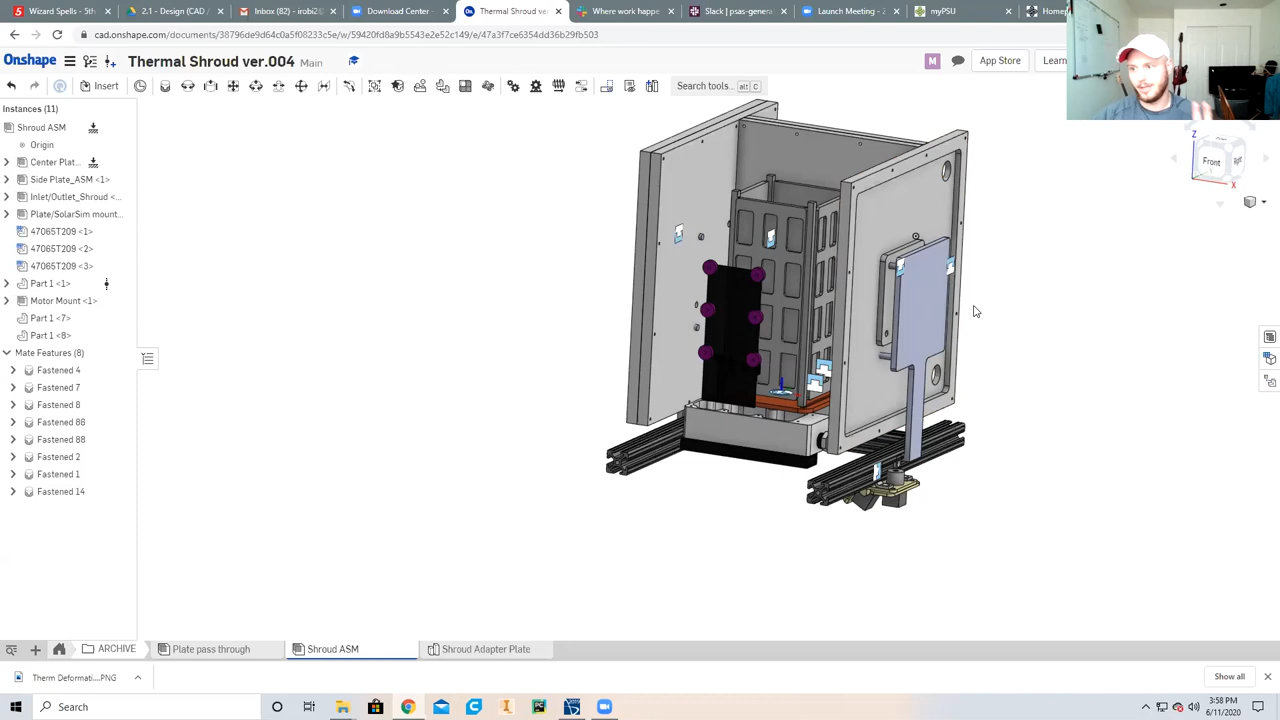 Wizard Spells - 5th
2.1 - Design (CAD /
Inbox (82) - irobi2
Download Center -
Thermal Shroud ver.
Where work happe
Slack | psas-genera
Launch Meeting - Z
myPSU
Homep
cad.onshape.com/documents/38796de9d64c0a5f08233c5e/w/59420f6b3819a9b5543e2e52c149/e/47a3f7ce6354dd36b29fb503
Onshape
Thermal Shroud ver.004
Main
M
App Store
Learn
Insert
Search tools...
alt C
Instances (11)
Shroud ASM
Origin
Center Plat...
Side Plate_ASM <1>
Inlet/Outlet_Shroud <...
Plate/SolarSim mount...
47065T209 <1>
47065T209 <2>
47065T209 <3>
Part 1 <1>
Motor Mount <1>
Part 1 <7>
Part 1 <8>
Mate Features (8)
Fastened 4
Fastened 7
Fastened 8
Fastened 86
Fastened 88
Fastened 2
Fastened 1
Fastened 14
Z
Front
Right
X
ARCHIVE
Plate pass through
Shroud ASM
Shroud Adapter Plate
Therm Deformati....PNG
Show all
Search
3:58 PM
6/11/2020